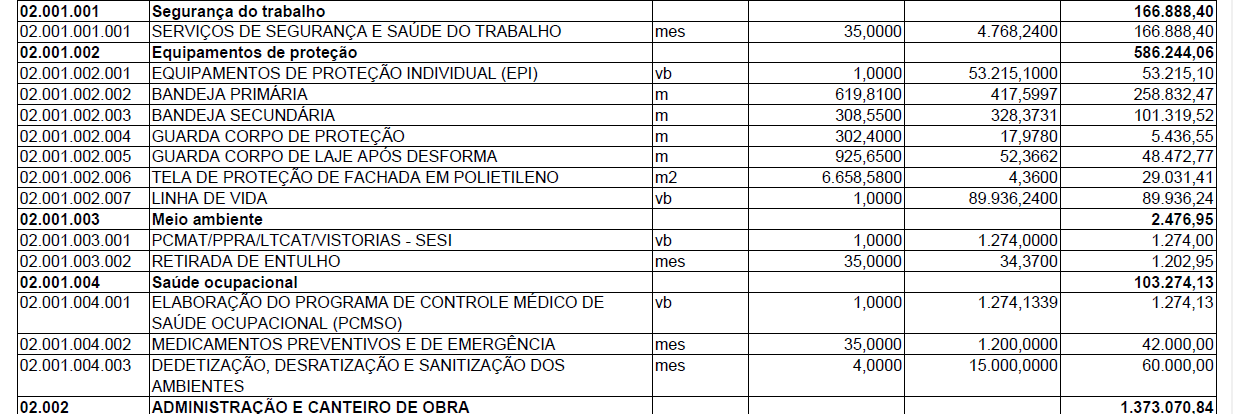 02.001.001 Segurança do trabalho 166.888,40
02.001.001.001 SERVIÇOS DE SEGURANÇA E SAÚDE DO TRABALHO mes 35,0000 4.768,2400 166.888,40
02.001.002 Equipamentos de proteção 586.244,06
02.001.002.001 EQUIPAMENTOS DE PROTEÇÃO INDIVIDUAL (EPI) vb 1,0000 53.215,1000 53.215,10
02.001.002.002 BANDEJA PRIMÁRIA m 619,8100 417,5997 258.832,47
02.001.002.003 BANDEJA SECUNDÁRIA m 308,5500 328,3731 101.319,52
02.001.002.004 GUARDA CORPO DE PROTEÇÃO m 302,4000 17,9780 5.436,55
02.001.002.005 GUARDA CORPO DE LAJE APÓS DESFORMA m 925,6500 52,3662 48.472,77
02.001.002.006 TELA DE PROTEÇÃO DE FACHADA EM POLIETILENO m2 6.658,5800 4,3600 29.031,41
02.001.002.007 LINHA DE VIDA vb 1,0000 89.936,2400 89.936,24
02.001.003 Meio ambiente 2.476,95
02.001.003.001 PCMAT/PPRA/LTCAT/VISTORIAS - SESI vb 1,0000 1.274,0000 1.274,00
02.001.003.002 RETIRADA DE ENTULHO mes 35,0000 34,3700 1.202,95
02.001.004 Saúde ocupacional 103.274,13
02.001.004.001 ELABORAÇÃO DO PROGRAMA DE CONTROLE MÉDICO DE vb 1,0000 1.274,1339 1.274,13
SAÚDE OCUPACIONAL (PCMSO)
02.001.004.002 MEDICAMENTOS PREVENTIVOS E DE EMERGÊNCIA mes 35,0000 1.200,0000 42.000,00
02.001.004.003 DEDETIZAÇÃO, DESRATIZAÇÃO E SANITIZAÇÃO DOS mes 4,0000 15.000,0000 60.000,00
AMBIENTES
02.002 ADMINISTRAÇÃO E CANTEIRO DE OBRA 1.373.070,84